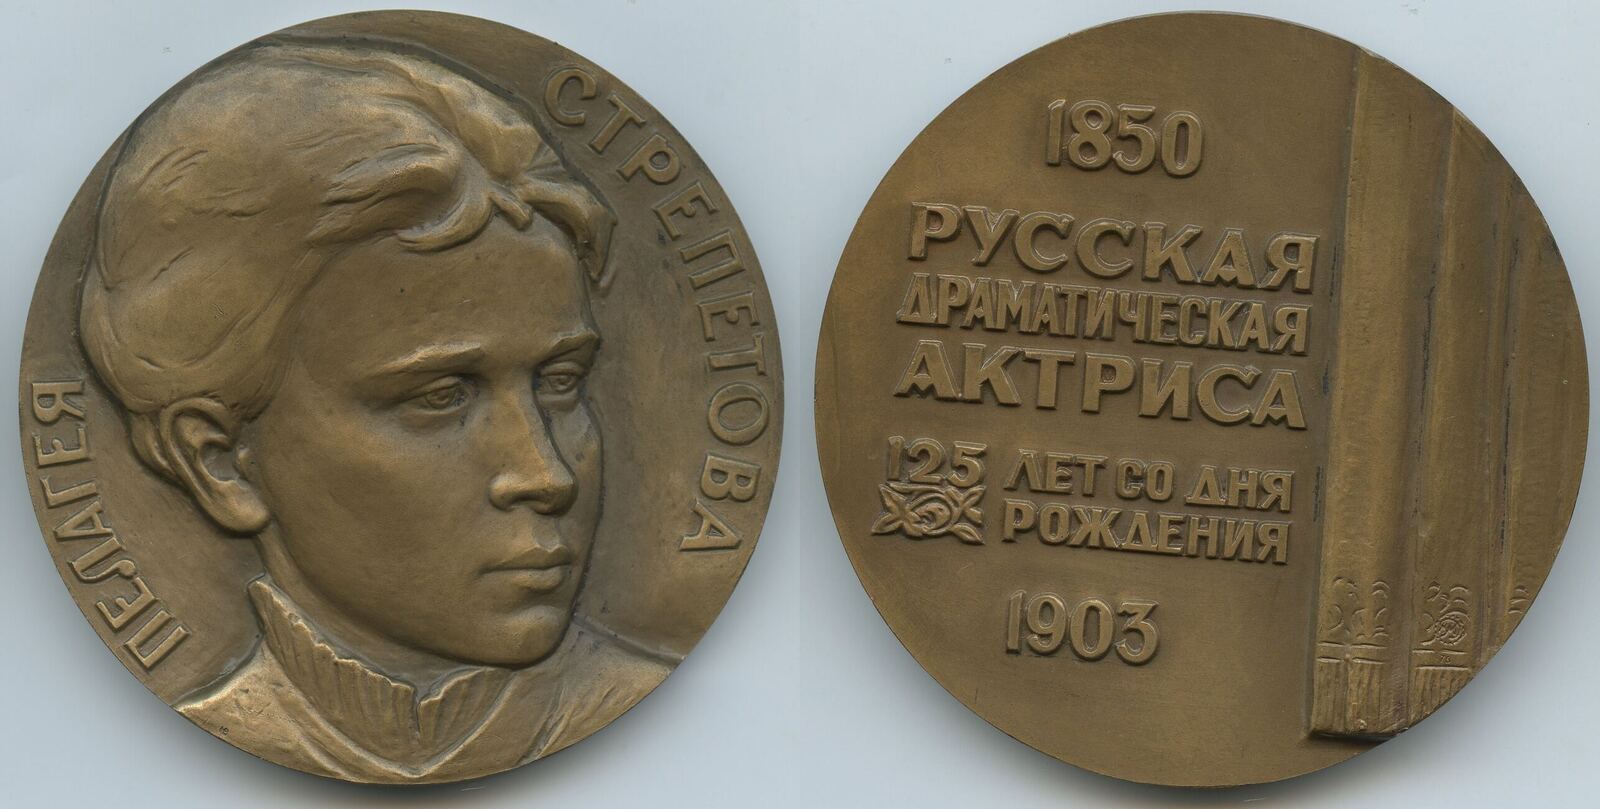 ПЕЛАГЕЯ
СТРЕПЕТОВА
1850
РУССКАЯ
ДРАМАТИЧЕСКАЯ
АКТРИСА
125 ЛЕТ СО ДНЯ
РОЖДЕНИЯ
1903